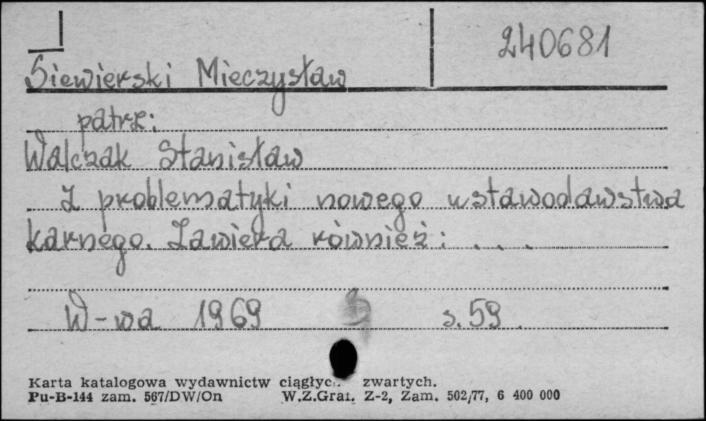 240681
Siewierski Mieczysław
patrz:
Walczak Stanisław
Z problematyki nowego ustawodawstwa
karnego. Zawiera również: . . .
W-wa 1969 s. 59
Karta katalogowa wydawnictw ciągłych zwartych.
Pu-B-144 zam. 567/DW/On W.Z.Graf. Z-2, Zam. 502/77, 6 400 000